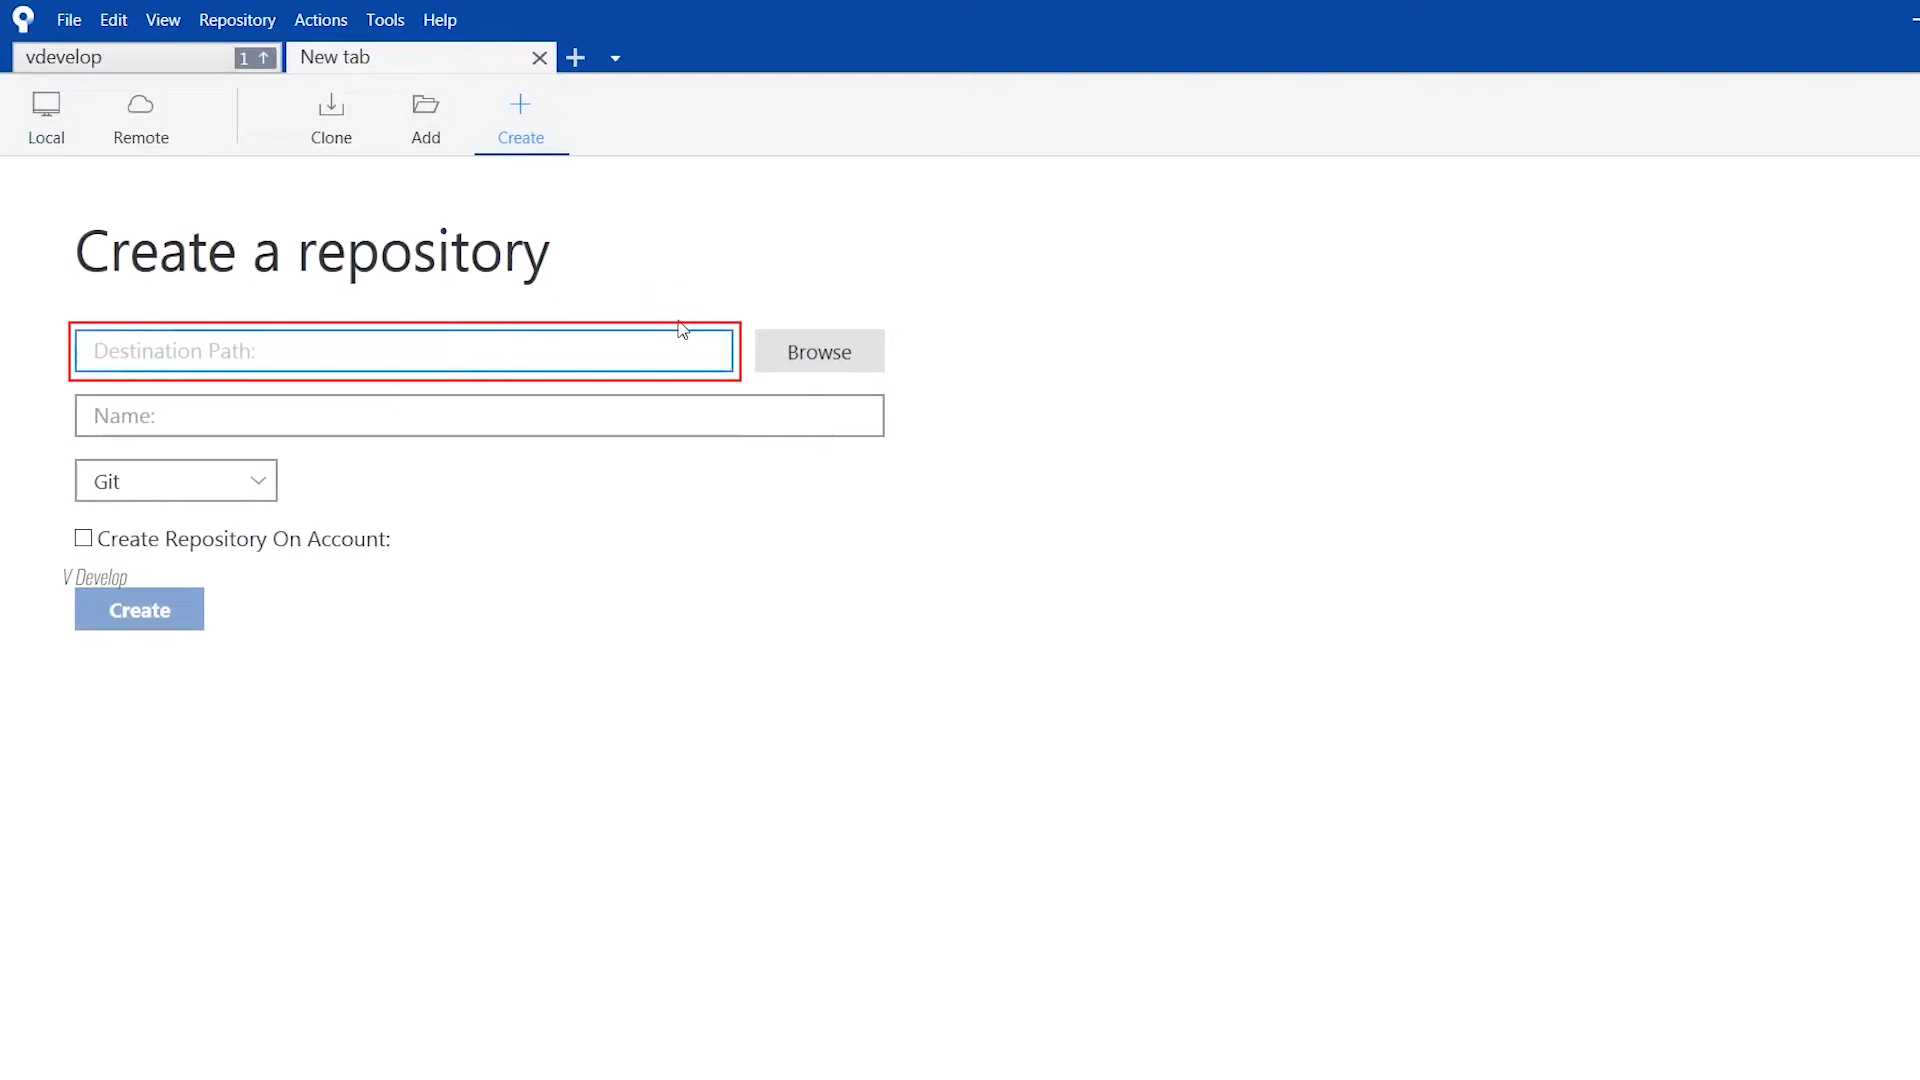 File Edit View Repository Actions Tools Help
vdevelop 1 ↑ New tab
Local Remote Clone Add Create
Create a repository
Destination Path: Browse
Name:
Git
Create Repository On Account:
V Develop
Create